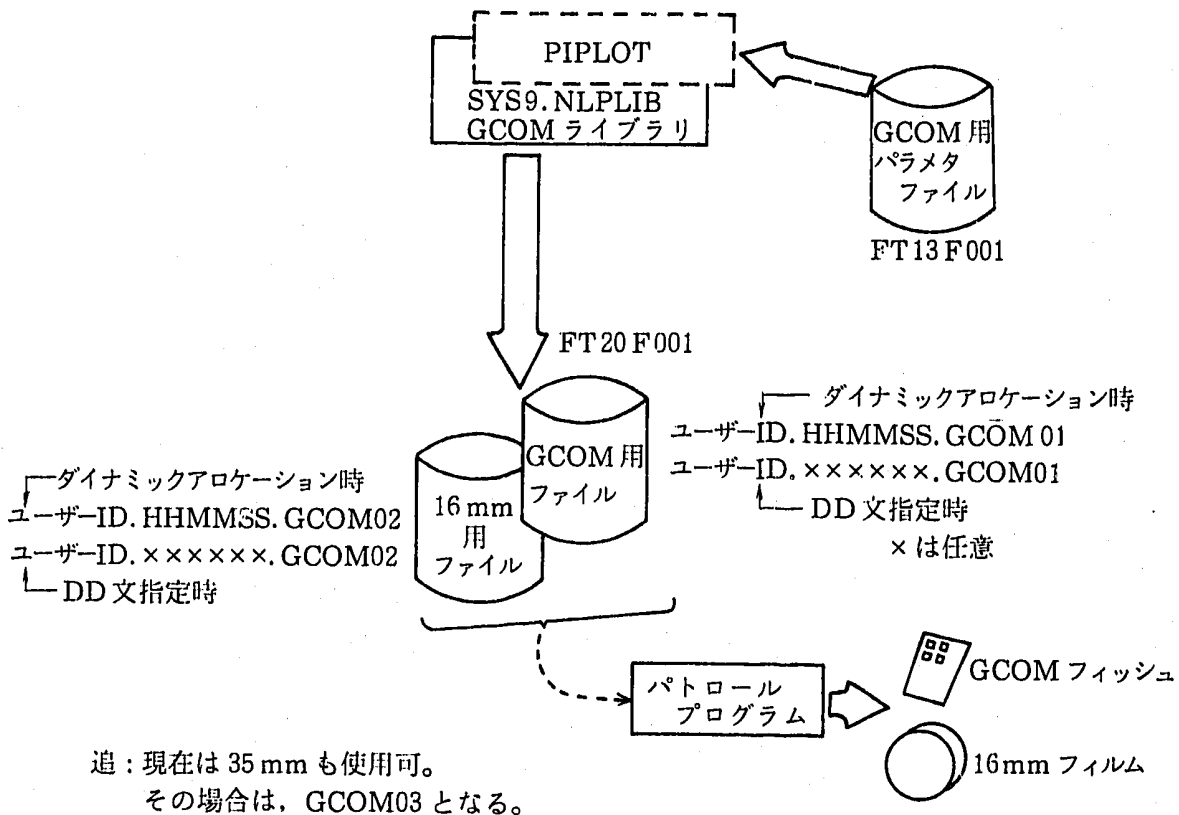 PIPLOT
SYS9.NLPLIB
GCOM ライブラリ
GCOM 用
パラメタ
ファイル
FT13F001
FT20F001
GCOM 用
ファイル
ダイナミックアロケーション時
ユーザーID.HHMMSS.GCOM01
ユーザーID.××××××.GCOM01
DD 文指定時
×は任意
16mm
用
ファイル
ダイナミックアロケーション時
ユーザーID.HHMMSS.GCOM02
ユーザーID.××××××.GCOM02
DD 文指定時
パトロール
プログラム
GCOM フィッシュ
16mm フィルム
追：現在は 35mm も使用可。
その場合は，GCOM03 となる。